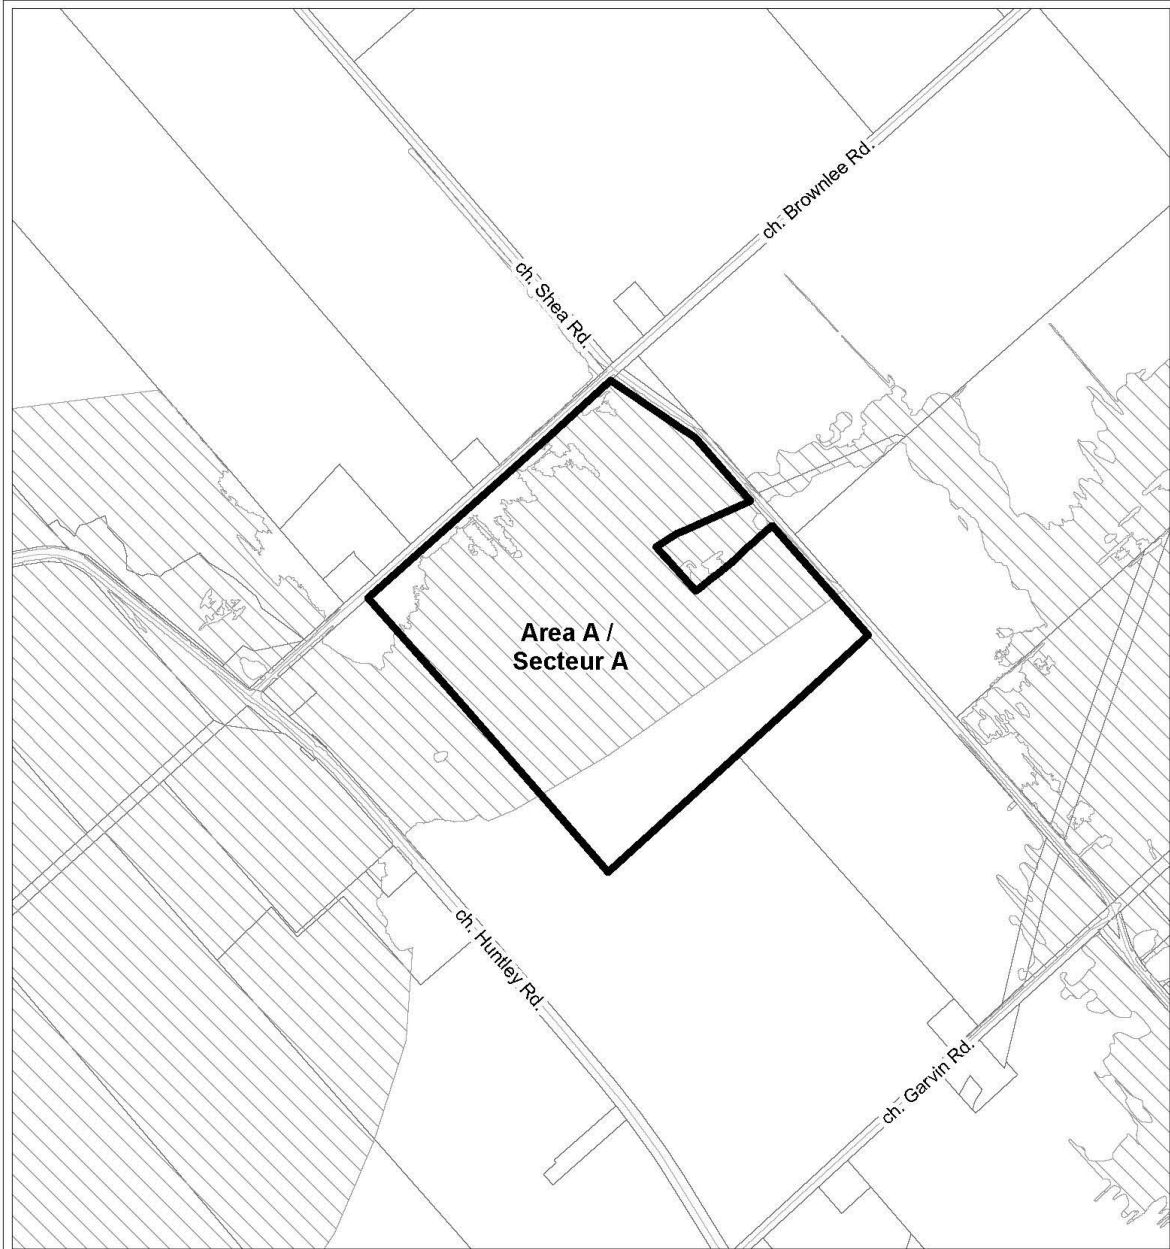 ch. Brownlee Rd.
ch. Shea Rd.
Area A /
Secteur A
ch. Huntley Rd.
ch. Garvin Rd.